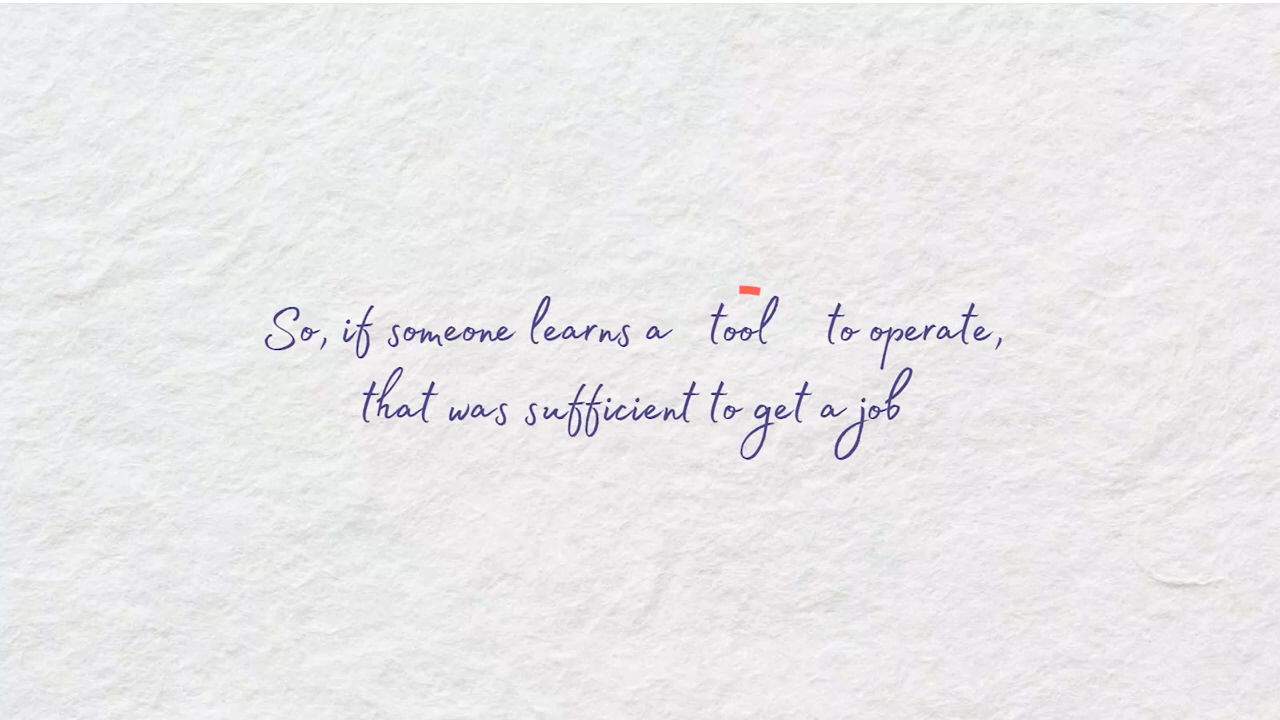 So, if someone learns a tool to operate,
that was sufficient to get a job